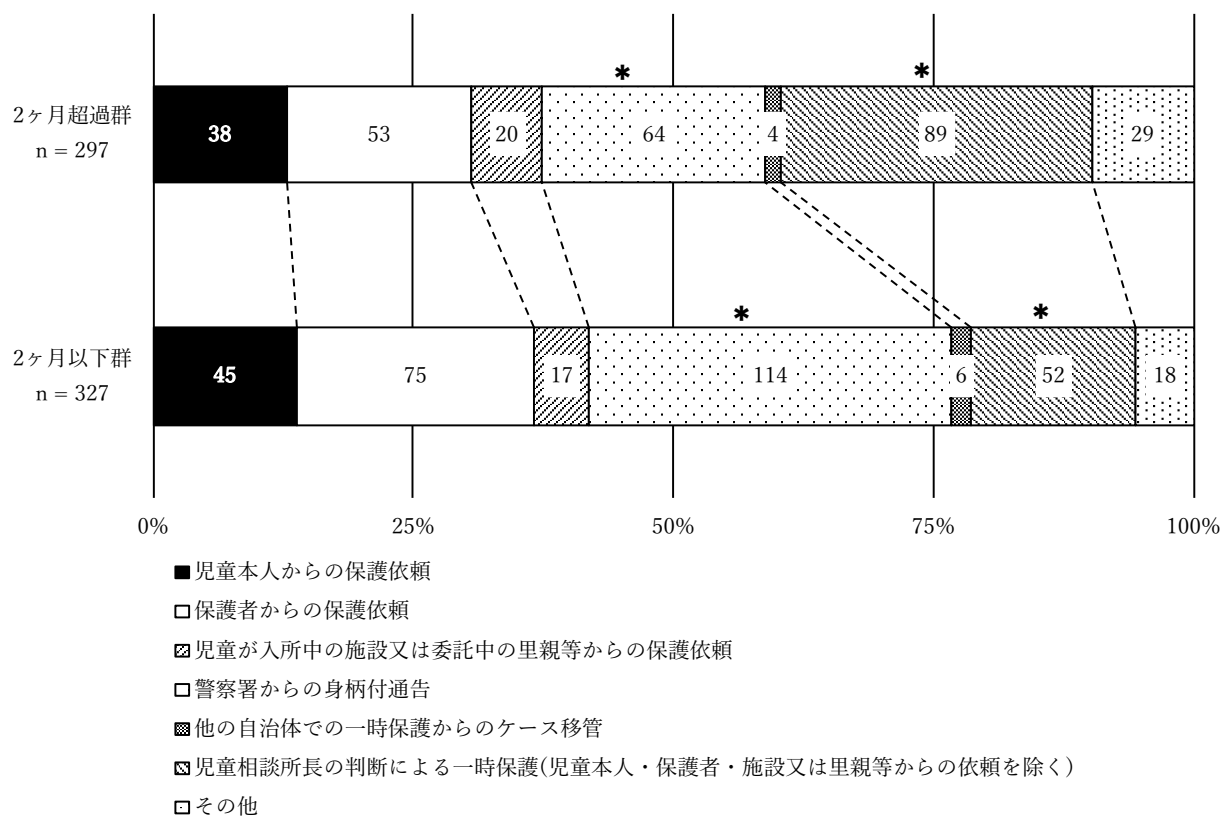 ＊ ＊
2ヶ月超過群
n = 297
38 53 20 64 4 89 29
＊ ＊
2ヶ月以下群
n = 327
45 75 17 114 6 52 18
0% 25% 50% 75% 100%
児童本人からの保護依頼
保護者からの保護依頼
児童が入所中の施設又は委託中の里親等からの保護依頼
警察署からの身柄付通告
他の自治体での一時保護からのケース移管
児童相談所長の判断による一時保護(児童本人・保護者・施設又は里親等からの依頼を除く)
その他